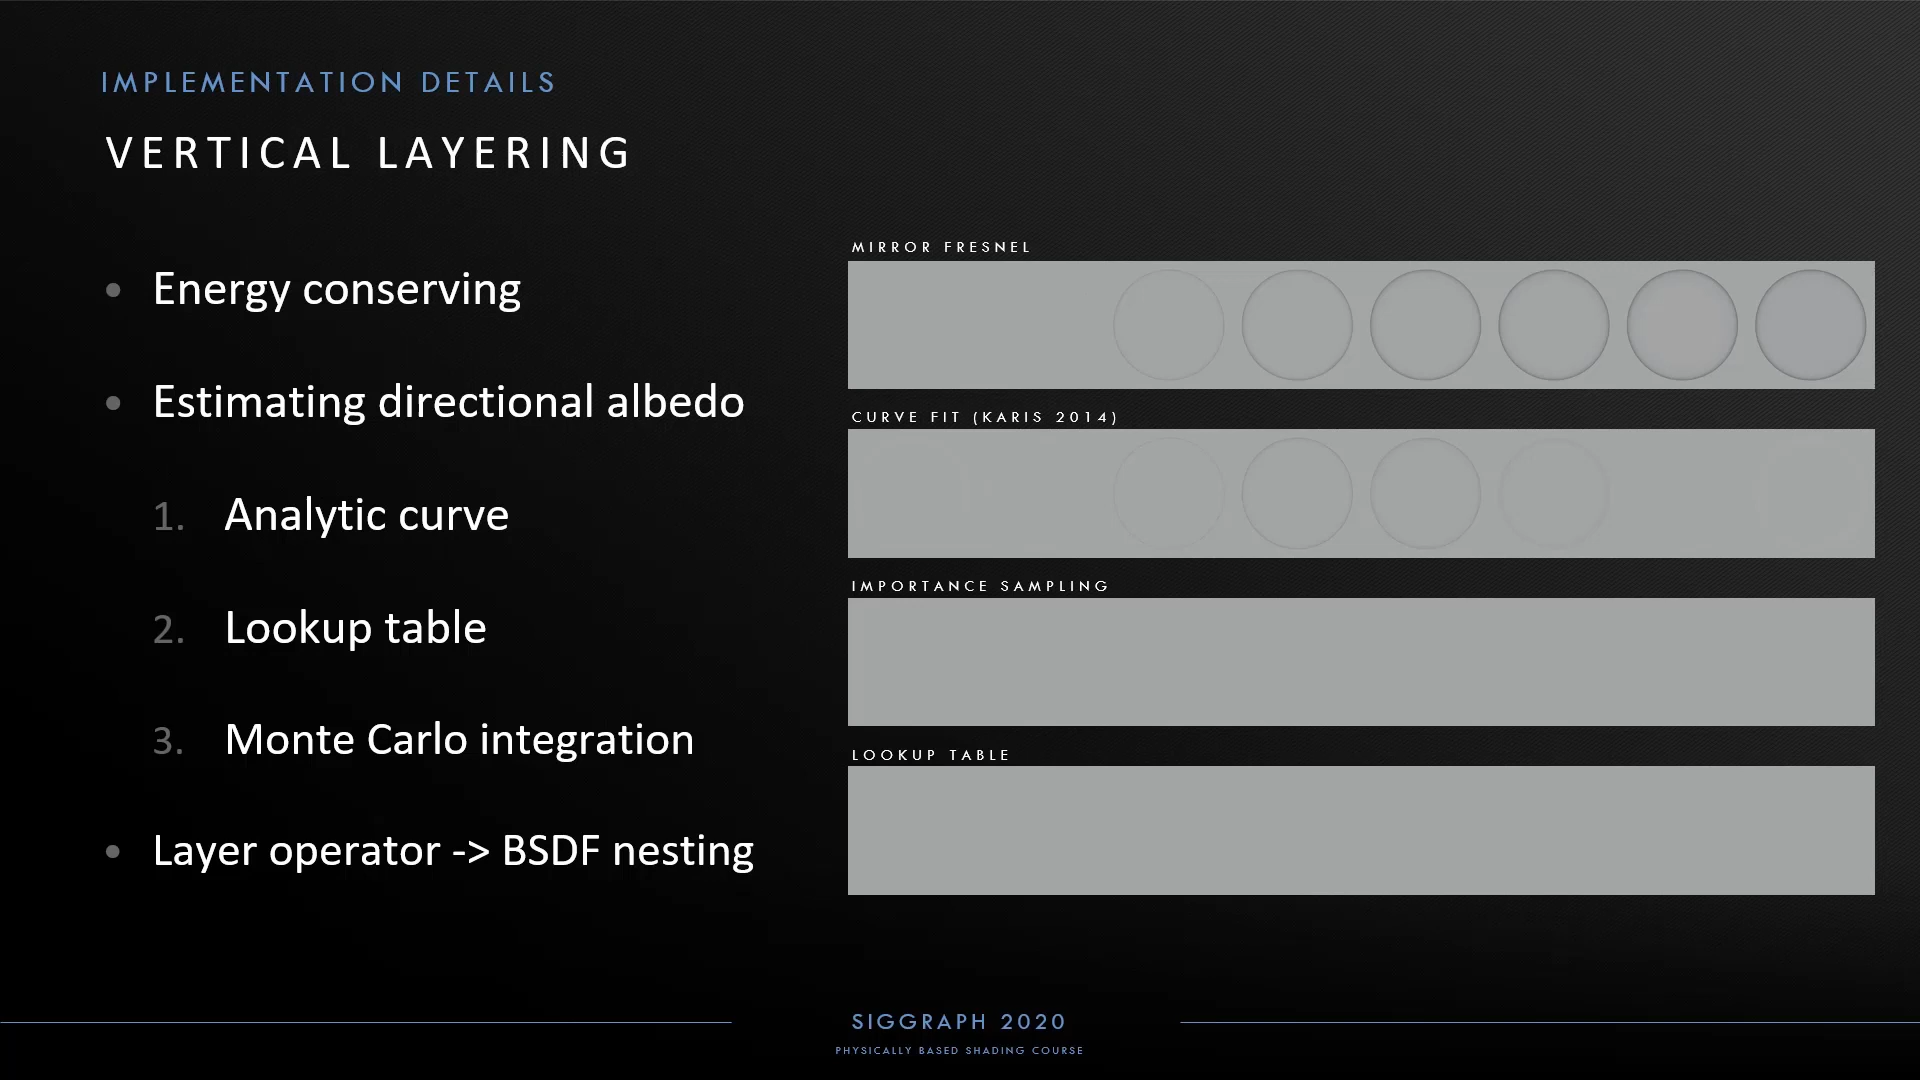 IMPLEMENTATION DETAILS
VERTICAL LAYERING
• Energy conserving
• Estimating directional albedo
1. Analytic curve
2. Lookup table
3. Monte Carlo integration
• Layer operator -> BSDF nesting
MIRROR FRESNEL
CURVE FIT (KARIS 2014)
IMPORTANCE SAMPLING
LOOKUP TABLE
SIGGRAPH 2020
PHYSICALLY BASED SHADING COURSE